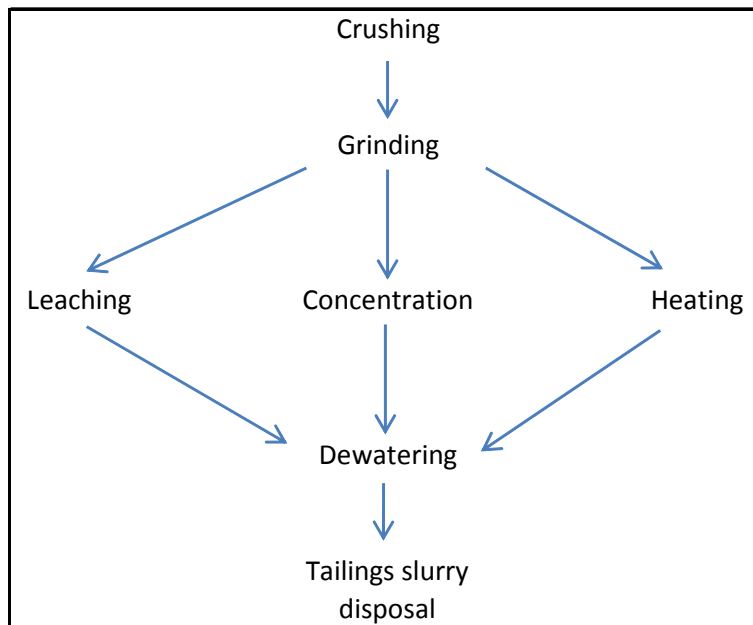 Crushing
Grinding
Leaching
Concentration
Heating
Dewatering
Tailings slurry
disposal